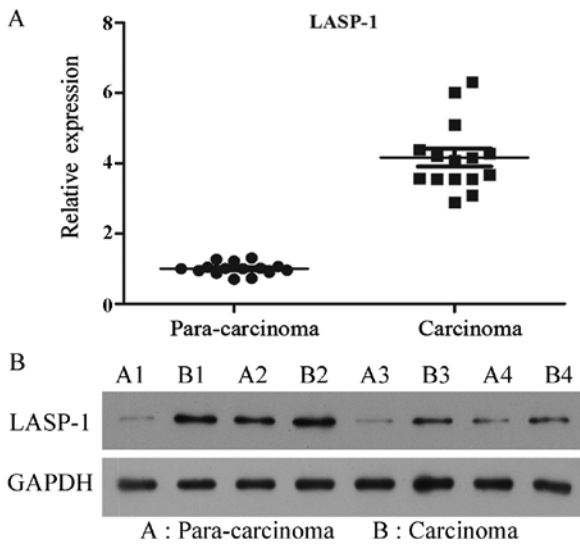 A
LASP-1
Relative expression
8
6
4
2
0
Para-carcinoma Carcinoma
B
A1 B1 A2 B2 A3 B3 A4 B4
LASP-1
GAPDH
A : Para-carcinoma B : Carcinoma